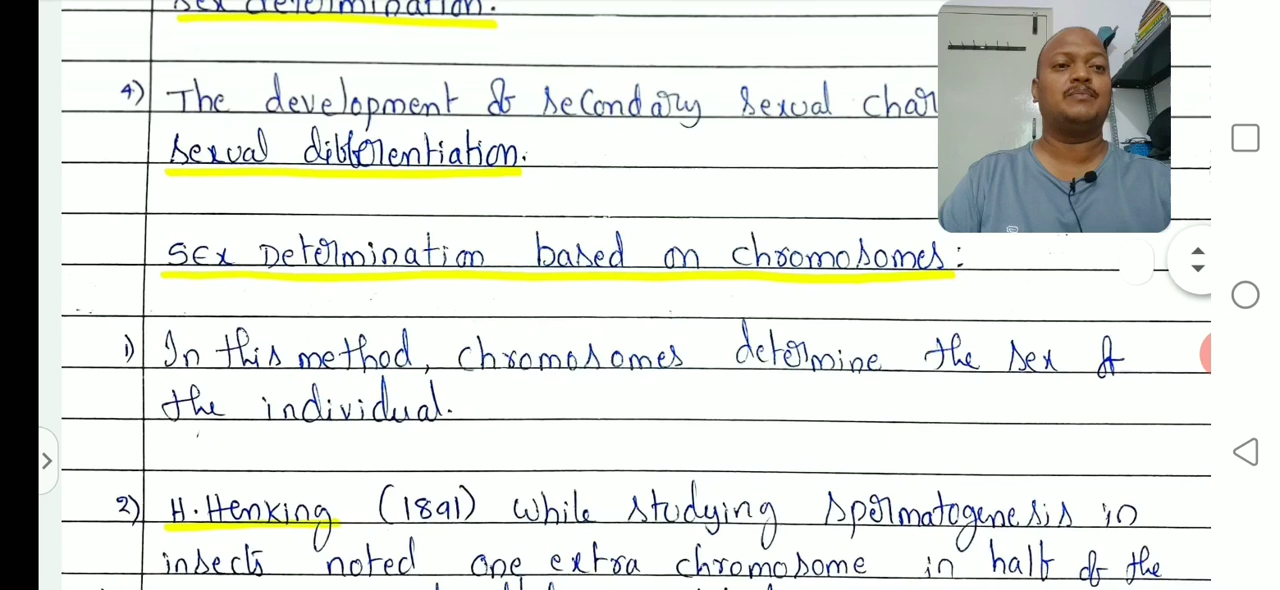 sex determination.
4) The development of secondary sexual char
sexual differentiation.
SEx Determination based on chromosomes:
1) In this method, chromosomes determine the sex of
the individual.
2) H. Henking (1891) while studying spermatogenesis in
insects noted one extra chromosome in half of the